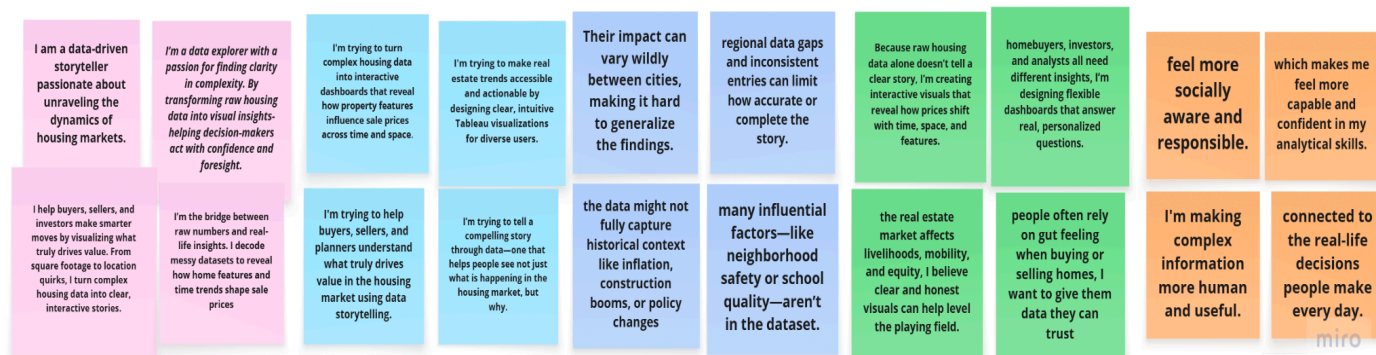 I am a data-driven
storyteller
passionate about
unraveling the
dynamics of
housing markets.
I'm a data explorer with a
passion for finding clarity
in complexity. By
transforming raw housing
data into visual insights-
helping decision-makers
act with confidence and
foresight.
I'm trying to turn
complex housing data
into interactive
dashboards that reveal
how property features
influence sale prices
across time and space.
I'm trying to make real
estate trends accessible
and actionable by
designing clear, intuitive
Tableau visualizations
for diverse users.
Their impact can
vary wildly
between cities,
making it hard
to generalize
the findings.
regional data gaps
and inconsistent
entries can limit
how accurate or
complete the
story.
Because raw housing
data alone doesn't tell a
clear story, I'm creating
interactive visuals that
reveal how prices shift
with time, space, and
features.
homebuyers, investors,
and analysts all need
different insights, I'm
designing flexible
dashboards that answer
real, personalized
questions.
feel more
socially
aware and
responsible.
which makes me
feel more
capable and
confident in my
analytical skills.
I help buyers, sellers, and
investors make smarter
moves by visualizing what
truly drives value. From
square footage to location
quirks, I turn complex
housing data into clear,
interactive stories.
I'm the bridge between
raw numbers and real-
life insights. I decode
messy datasets to reveal
how home features and
time trends shape sale
prices
I'm trying to help
buyers, sellers, and
planners understand
what truly drives
value in the housing
market using data
storytelling.
I'm trying to tell a
compelling story
through data—one that
helps people see not just
what is happening in the
housing market, but
why.
the data might not
fully capture
historical context
like inflation,
construction
booms, or policy
changes
many influential
factors—like
neighborhood
safety or school
quality—aren't
in the dataset.
the real estate
market affects
livelihoods, mobility,
and equity, I believe
clear and honest
visuals can help level
the playing field.
people often rely
on gut feeling
when buying or
selling homes, I
want to give them
data they can
trust
I'm making
complex
information
more human
and useful.
connected to
the real-life
decisions
people make
every day.
miro